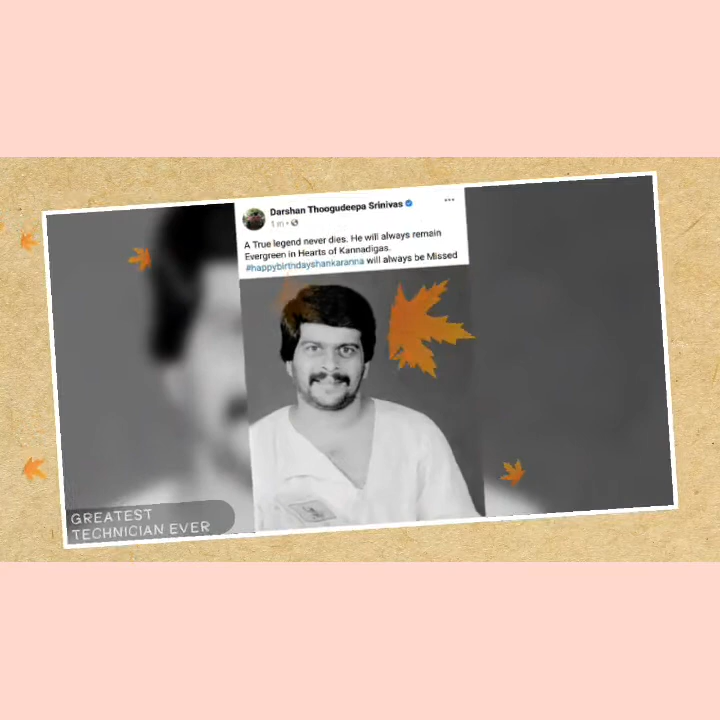 Darshan Thoogudeepa Srinivas
1 m
A True legend never dies. He will always remain
Evergreen in Hearts of Kannadigas.
#happybirthdayshankaranna will always be Missed
GREATEST
TECHNICIAN EVER